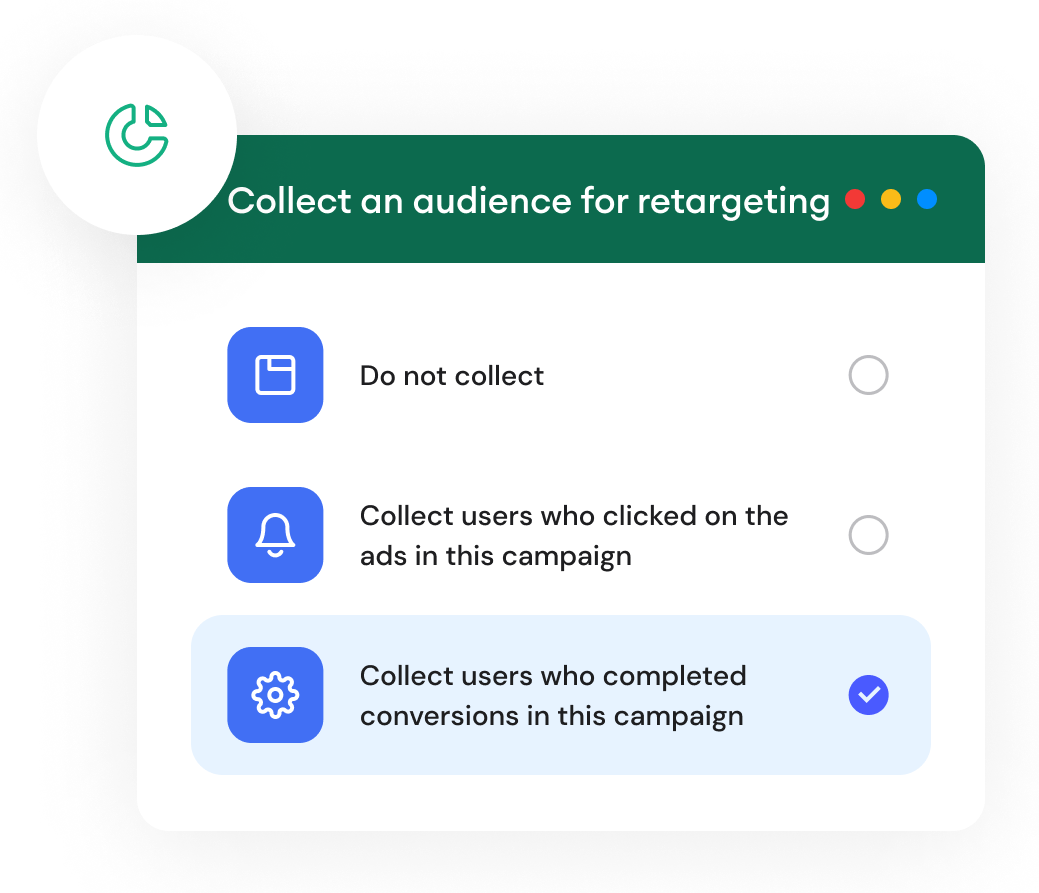 Collect an audience for retargeting
Do not collect
Collect users who clicked on the
ads in this campaign
Collect users who completed
conversions in this campaign